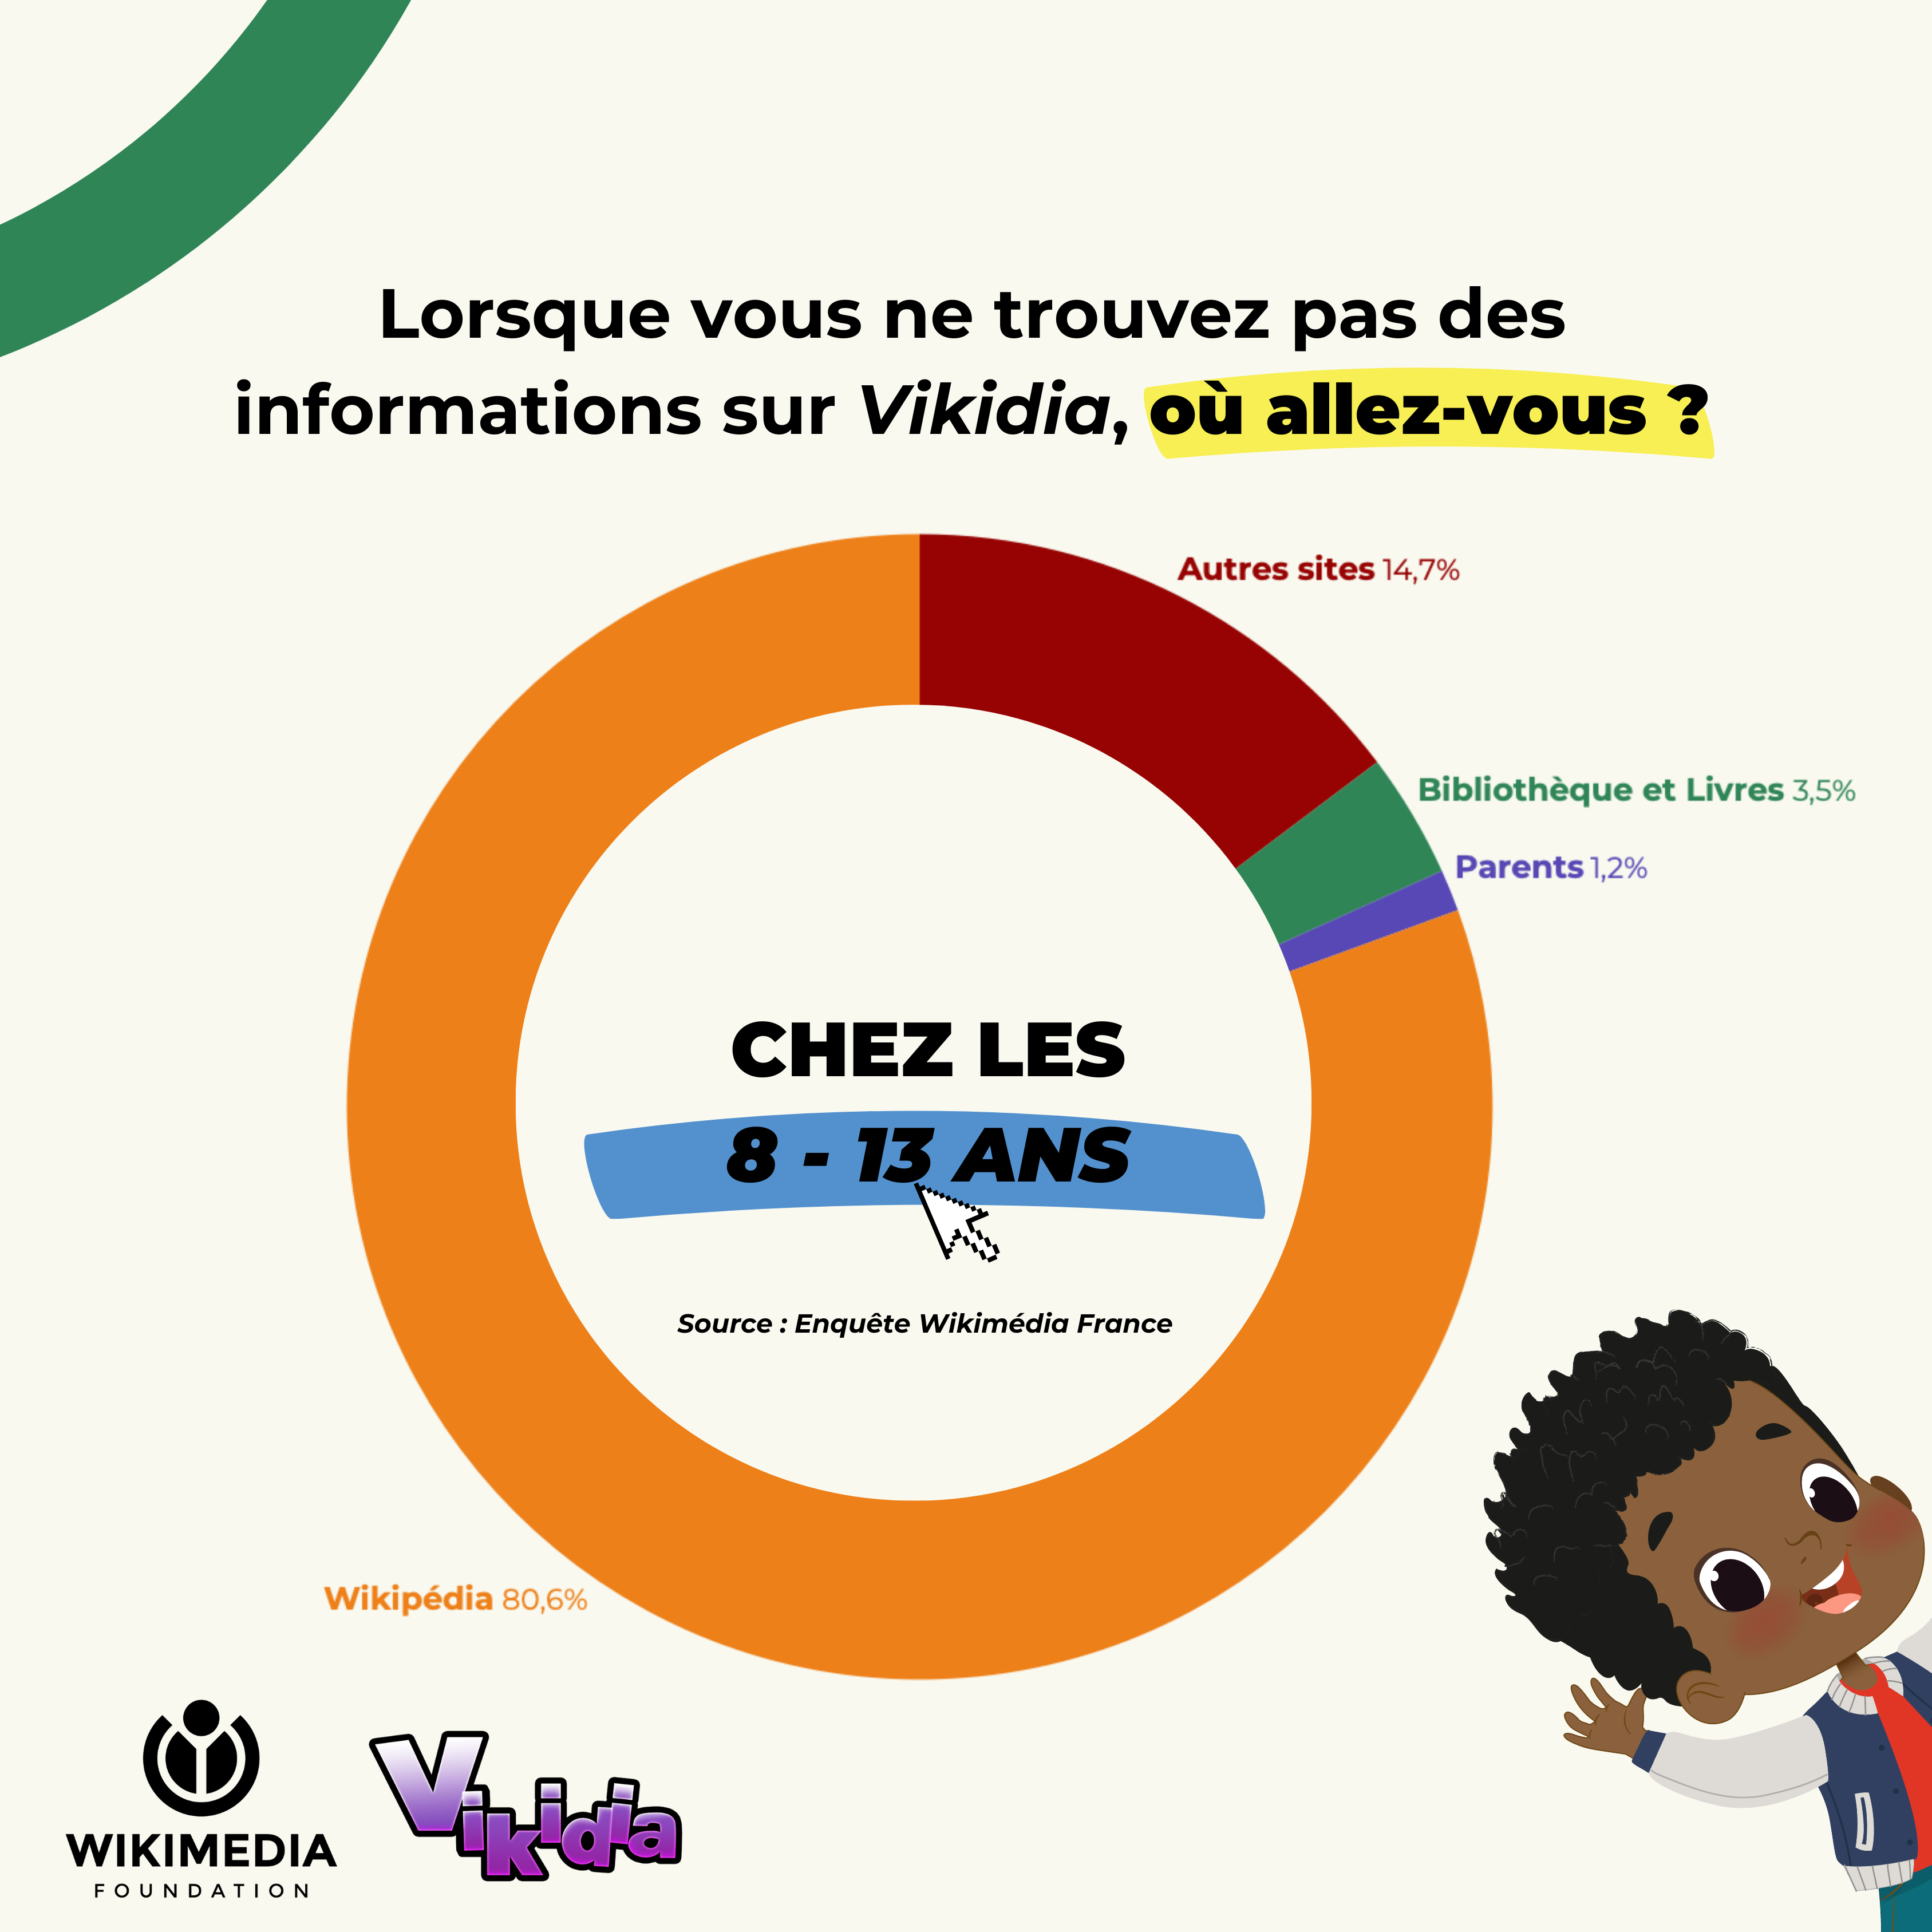 Lorsque vous ne trouvez pas des
informations sur Vikidia, où allez-vous ?
Autres sites 14,7%
Bibliothèque et Livres 3,5%
Parents 1,2%
CHEZ LES
8 - 13 ANS
Source : Enquête Wikimédia France
Wikipédia 80,6%
WIKIMEDIA
FOUNDATION
Vikidia